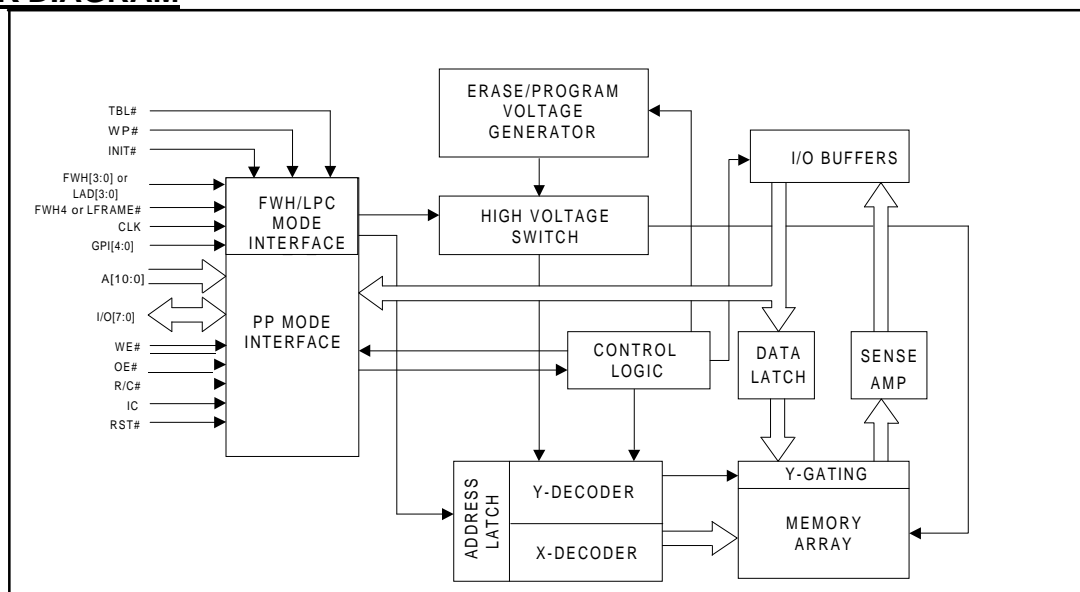 TBL#
WP#
INIT#
FWH[3:0] or
LAD[3:0]
FWH4 or LFRAME#
CLK
GPI[4:0]
A[10:0]
I/O[7:0]
WE#
OE#
R/C#
IC
RST#
FWH/LPC
MODE
INTERFACE
PP MODE
INTERFACE
ERASE/PROGRAM
VOLTAGE
GENERATOR
HIGH VOLTAGE
SWITCH
I/O BUFFERS
CONTROL
LOGIC
DATA
LATCH
SENSE
AMP
ADDRESS
LATCH
Y-DECODER
X-DECODER
Y-GATING
MEMORY
ARRAY